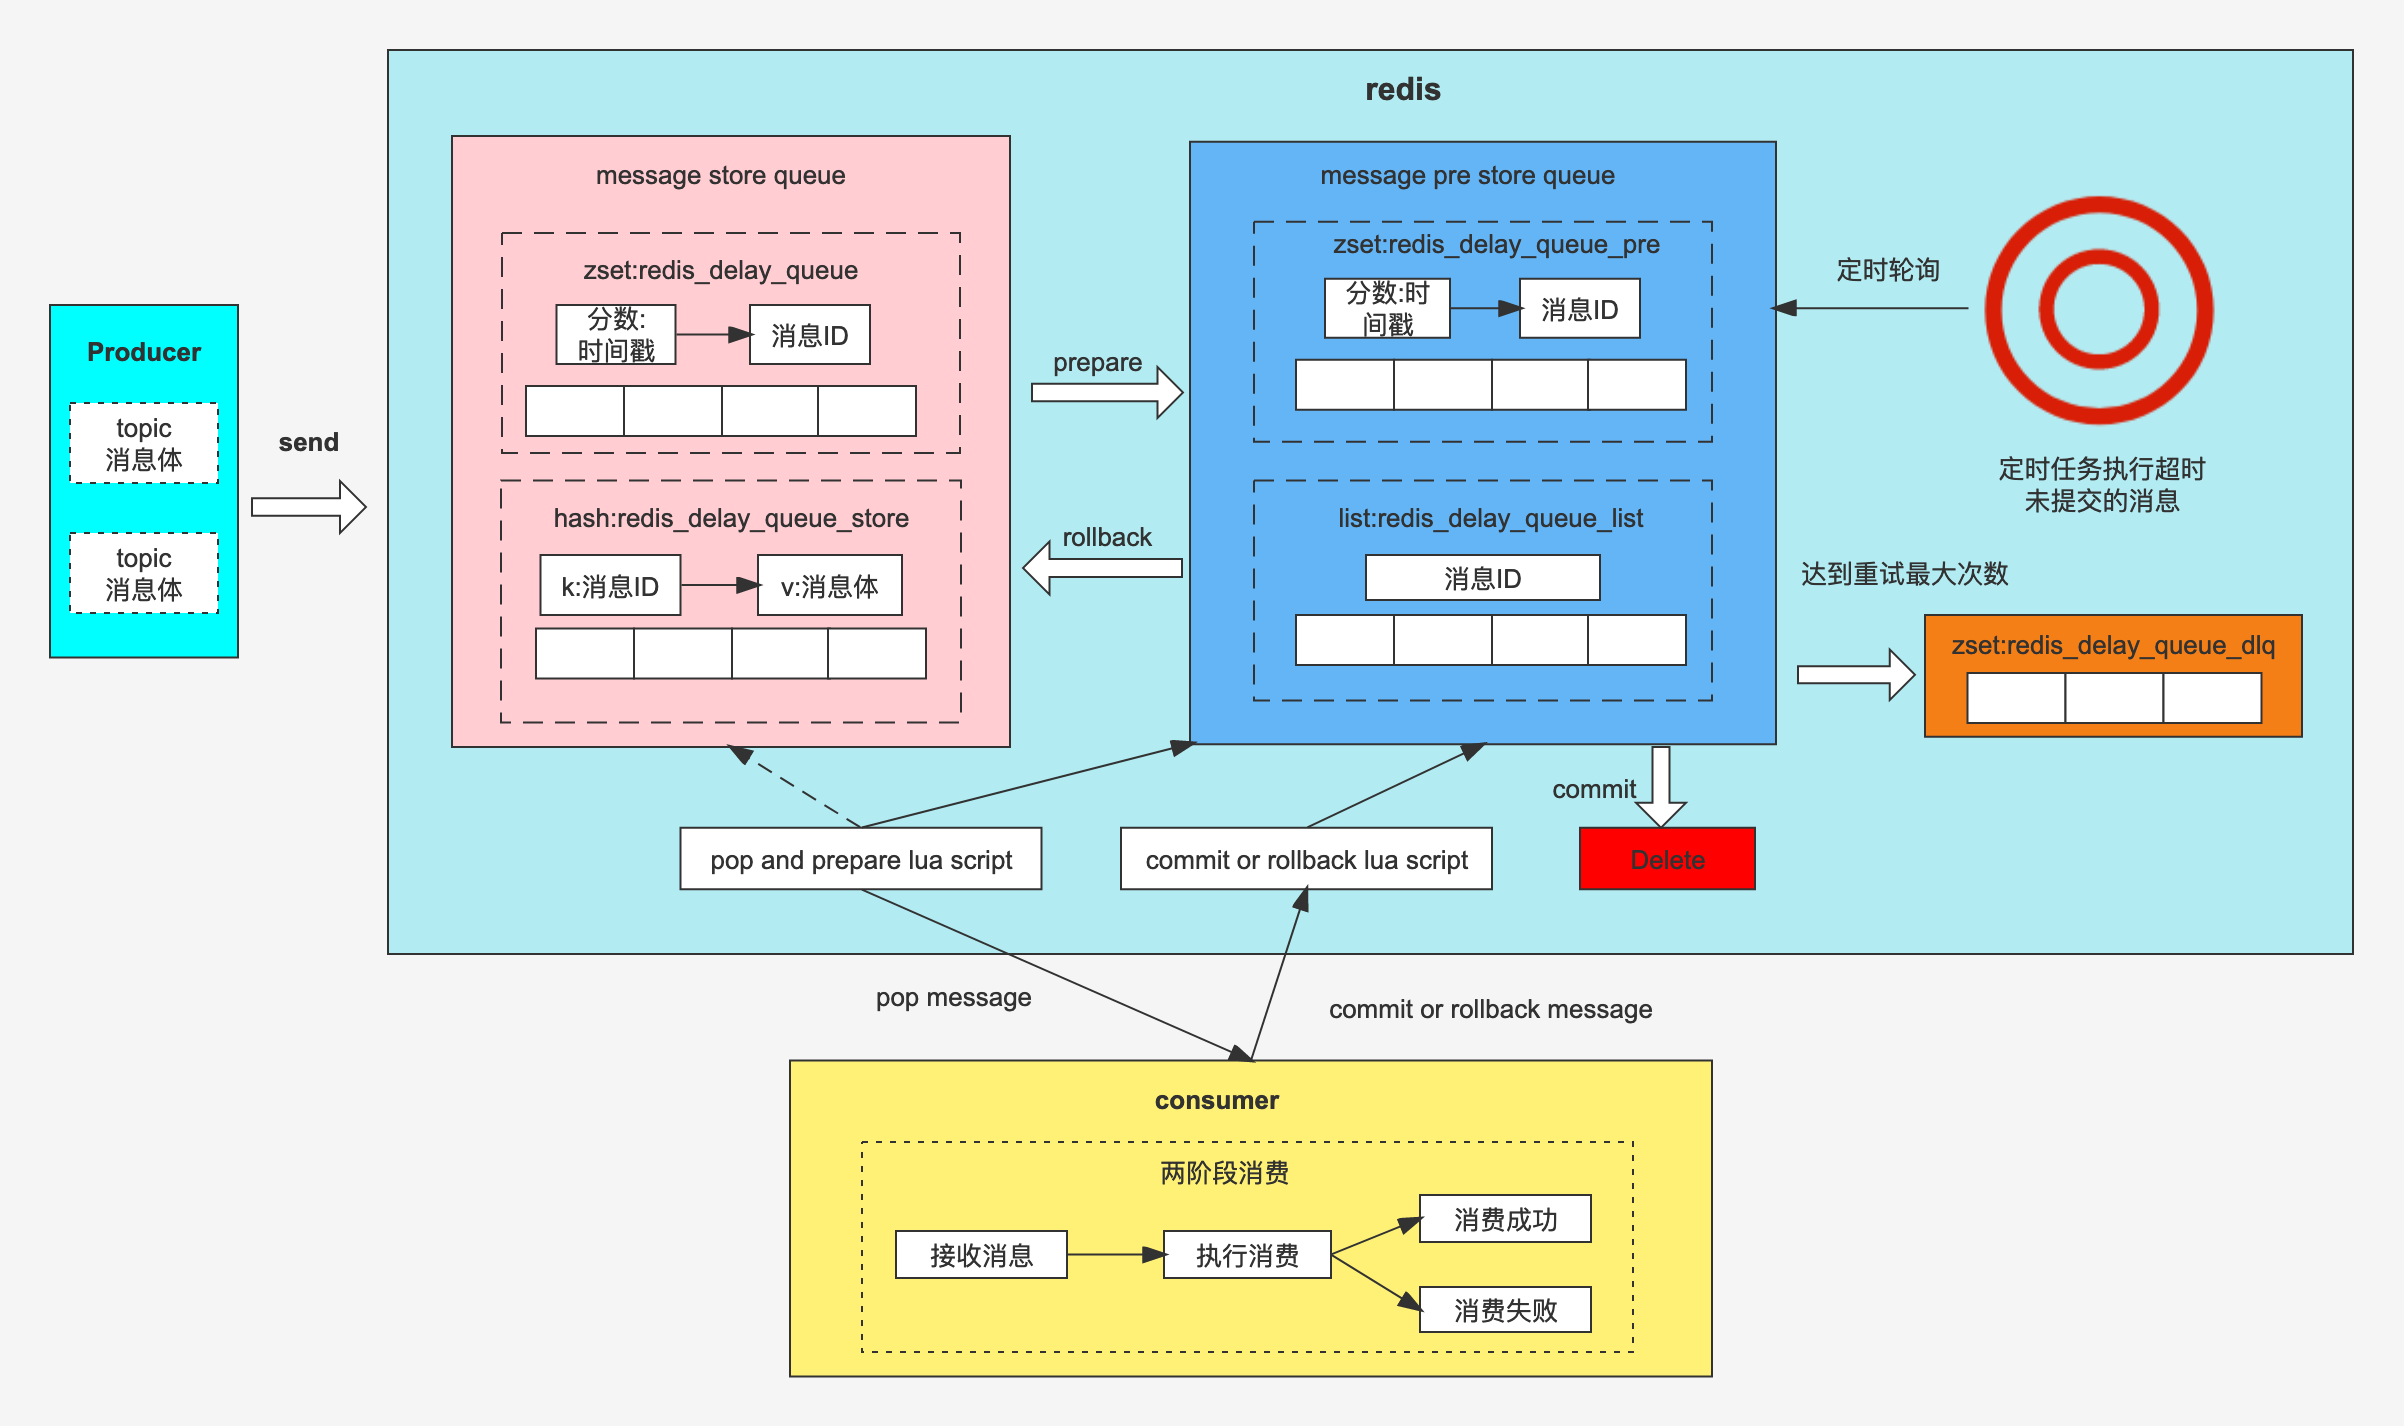 redis
Producer
topic
消息体
topic
消息体
send
message store queue
zset:redis_delay_queue
分数:
时间戳
消息ID
hash:redis_delay_queue_store
k:消息ID
v:消息体
prepare
rollback
message pre store queue
zset:redis_delay_queue_pre
分数:时
间戳
消息ID
list:redis_delay_queue_list
消息ID
定时轮询
定时任务执行超时
未提交的消息
达到重试最大次数
zset:redis_delay_queue_dlq
commit
pop and prepare lua script
commit or rollback lua script
Delete
pop message
commit or rollback message
consumer
两阶段消费
接收消息
执行消费
消费成功
消费失败